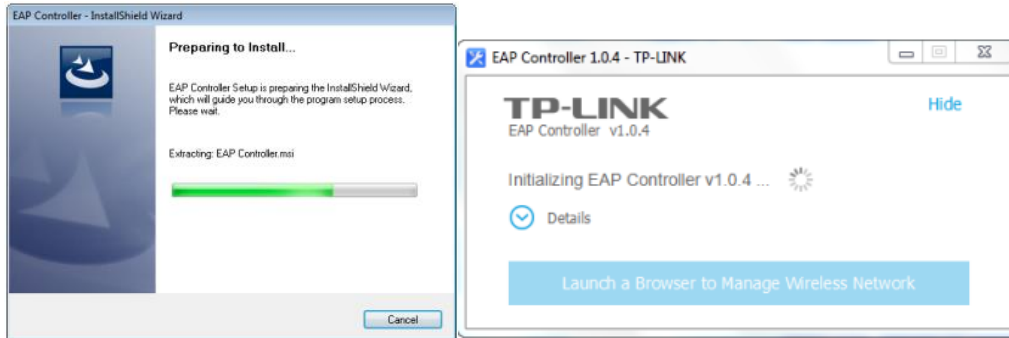 EAP Controller - InstallShield Wizard
Preparing to Install...
EAP Controller Setup is preparing the InstallShield Wizard,
which will guide you through the program setup process.
Please wait.
Extracting: EAP Controller.msi
Cancel
EAP Controller 1.0.4 - TP-LINK
TP-LINK
Hide
EAP Controller v1.0.4
Initializing EAP Controller v1.0.4 ...
Details
Launch a Browser to Manage Wireless Network